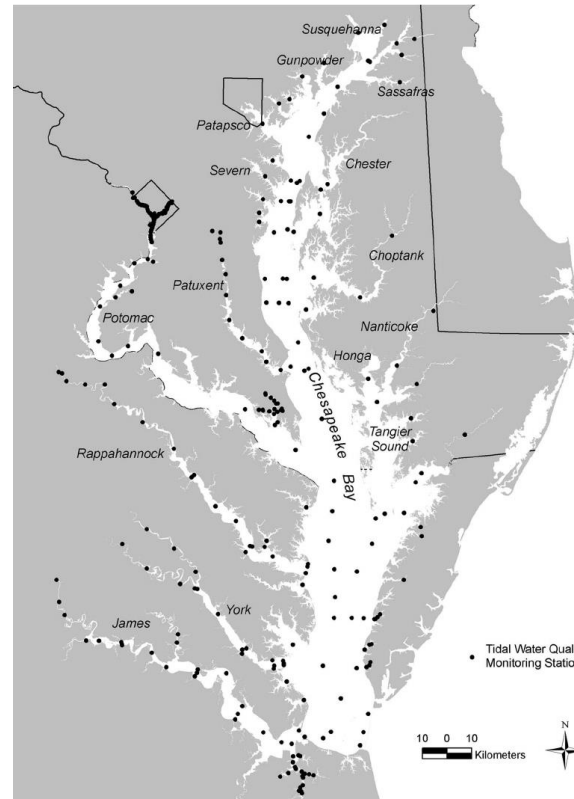 Susquehanna
Gunpowder
Sassafras
Patapsco
Severn
Chester
Choptank
Patuxent
Nanticoke
Potomac
Honga
Chesapeake
Bay
Tangier
Sound
Rappahannock
York
James
Tidal Water Qual
Monitoring Statio
N
10 0 10
Kilometers